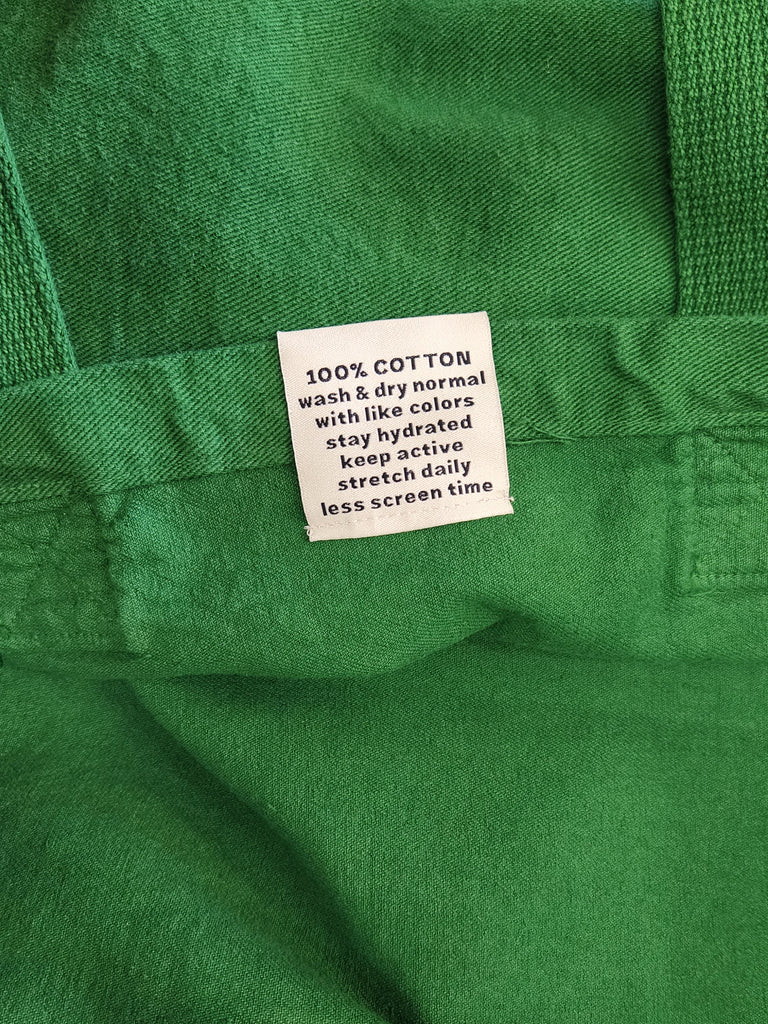 100% COTTON
wash & dry normal
with like colors
stay hydrated
keep active
stretch daily
less screen time